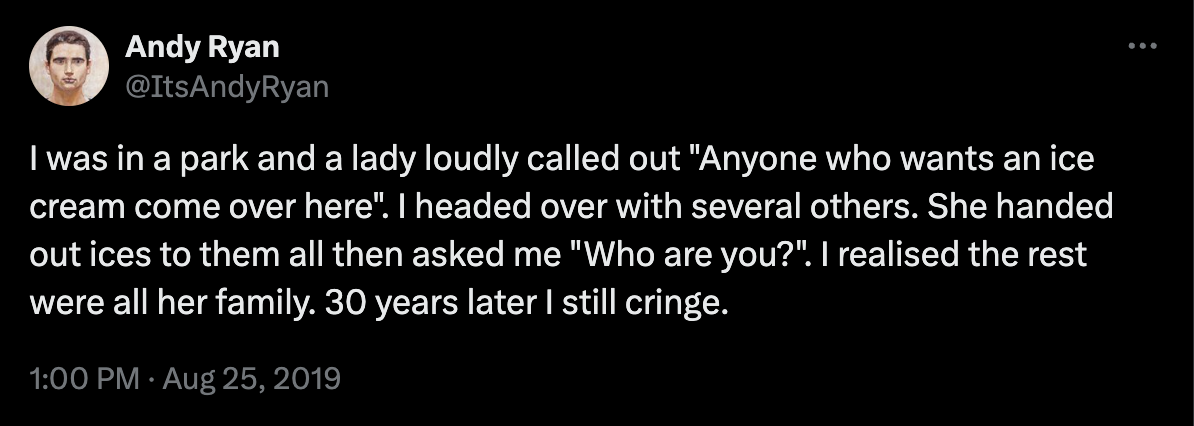 Andy Ryan
@ItsAndyRyan
I was in a park and a lady loudly called out "Anyone who wants an ice
cream come over here". I headed over with several others. She handed
out ices to them all then asked me "Who are you?". I realised the rest
were all her family. 30 years later I still cringe.
1:00 PM · Aug 25, 2019